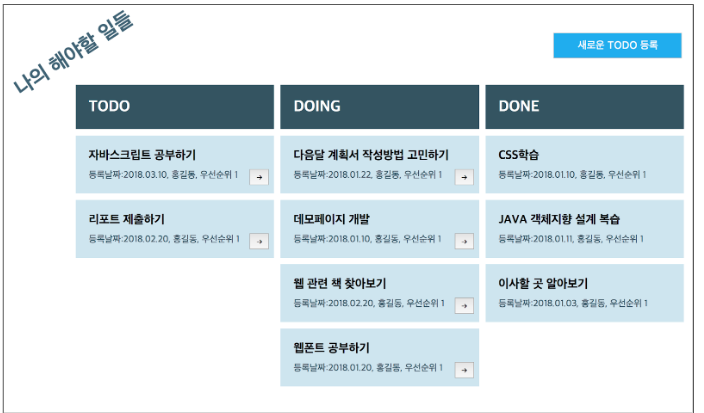 나의 해야할 일들
새로운 TODO 등록
TODO
자바스크립트 공부하기
등록날짜:2018.03.10, 홍길동, 우선순위 1
→
리포트 제출하기
등록날짜:2018.02.20, 홍길동, 우선순위 1
→
DOING
다음달 계획서 작성방법 고민하기
등록날짜:2018.01.22, 홍길동, 우선순위 1
→
데모페이지 개발
등록날짜:2018.01.10, 홍길동, 우선순위 1
→
웹 관련 책 찾아보기
등록날짜:2018.02.20, 홍길동, 우선순위 1
→
웹폰트 공부하기
등록날짜:2018.01.20, 홍길동, 우선순위 1
→
DONE
CSS학습
등록날짜:2018.01.10, 홍길동, 우선순위 1
JAVA 객체지향 설계 복습
등록날짜:2018.01.11, 홍길동, 우선순위 1
이사할 곳 알아보기
등록날짜:2018.01.03, 홍길동, 우선순위 1